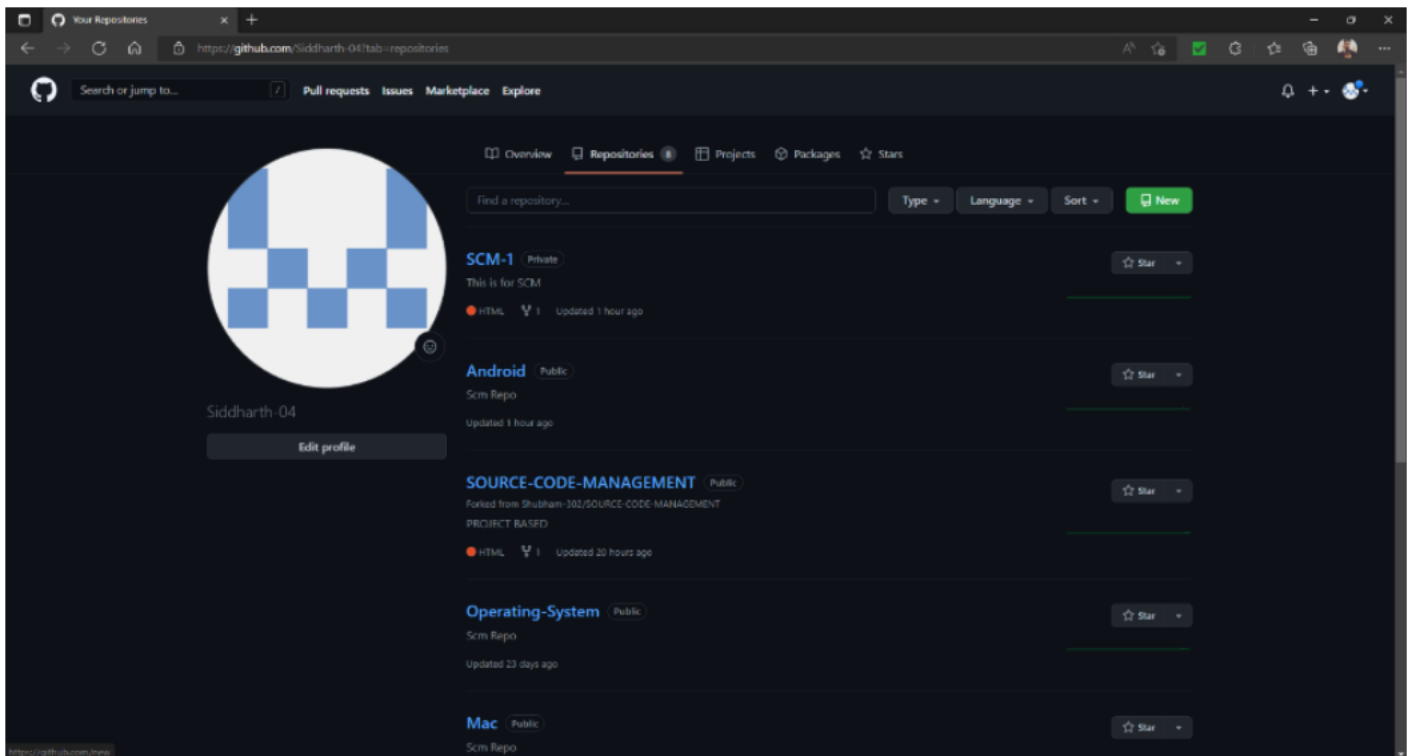 Your Repositories
https://github.com/Siddharth-04?tab=repositories
Search or jump to... / Pull requests Issues Marketplace Explore
Overview Repositories 8 Projects Packages Stars
Find a repository... Type Language Sort New
SCM-1 Private Star
This is for SCM
HTML 1 Updated 1 hour ago
Android Public Star
Scm Repo
Updated 1 hour ago
Siddharth-04
Edit profile
SOURCE-CODE-MANAGEMENT Public Star
Forked from Shubham-302/SOURCE-CODE-MANAGEMENT
PROJECT BASED
HTML 1 Updated 20 hours ago
Operating-System Public Star
Scm Repo
Updated 23 days ago
Mac Public Star
Scm Repo
https://github.com/new